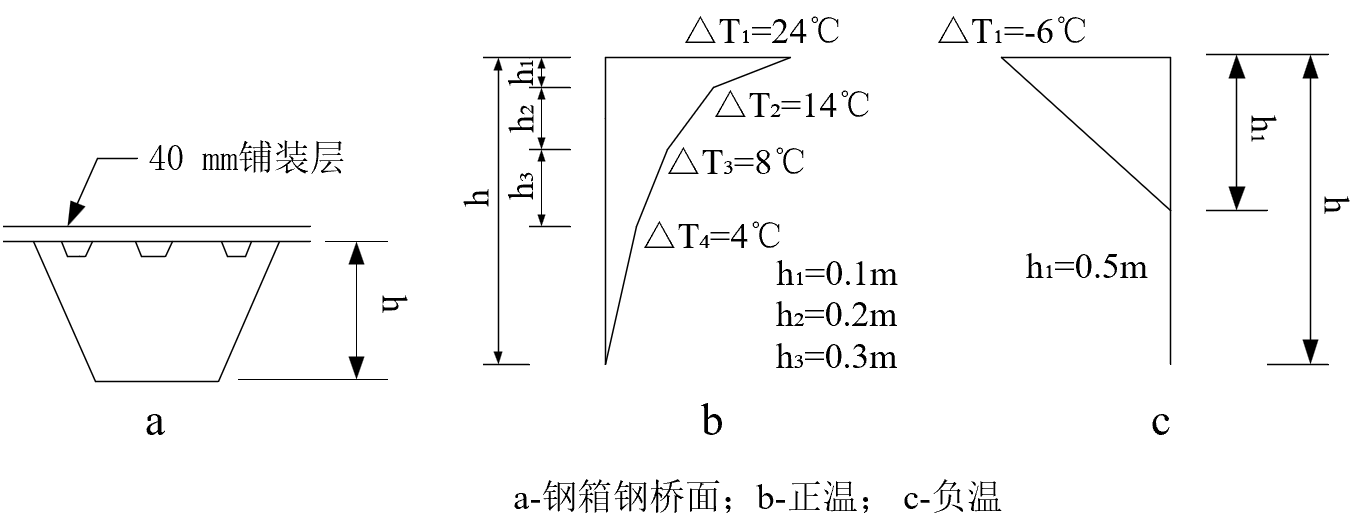 40 mm铺装层
h
a
△T₁=24℃
h₁
h₂
h₃
h
△T₂=14℃
△T₃=8℃
△T₄=4℃
h₁=0.1m
h₂=0.2m
h₃=0.3m
b
△T₁=-6℃
h₁
h
h₁=0.5m
c
a-钢箱钢桥面；b-正温； c-负温